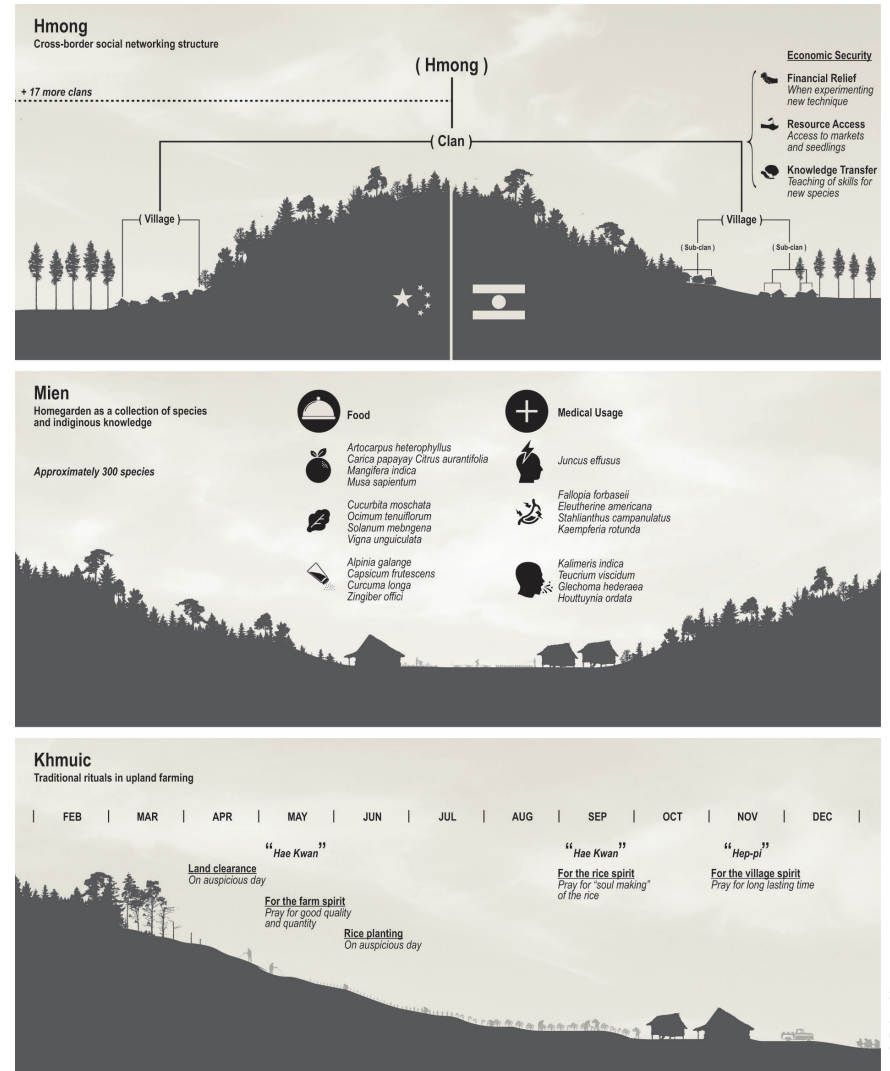 Hmong
Cross-border social networking structure
( Hmong )
+ 17 more clans
( Clan )
( Village )
( Village )
( Sub-clan )
( Sub-clan )
Economic Security
Financial Relief
When experimenting
new technique
Resource Access
Access to markets
and seedlings
Knowledge Transfer
Teaching of skills for
new species
Mien
Homegarden as a collection of species
and indiginous knowledge
Approximately 300 species
Food
Artocarpus heterophyllus
Carica papayay Citrus aurantifolia
Mangifera indica
Musa sapientum
Cucurbita moschata
Ocimum tenuiflorum
Solanum mebngena
Vigna unguiculata
Alpinia galange
Capsicum frutescens
Curcuma longa
Zingiber offici
Medical Usage
Juncus effusus
Fallopia forbaseii
Eleutherine americana
Stahlianthus campanulatus
Kaempferia rotunda
Kalimeris indica
Teucrium viscidum
Glechoma hederaea
Houttuynia ordata
Khmuic
Traditional rituals in upland farming
| FEB | MAR | APR | MAY | JUN | JUL | AUG | SEP | OCT | NOV | DEC |
Land clearance
On auspicious day
“Hae Kwan”
For the farm spirit
Pray for good quality
and quantity
Rice planting
On auspicious day
“Hae Kwan”
For the rice spirit
Pray for “soul making”
of the rice
“Hep-pi”
For the village spirit
Pray for long lasting time